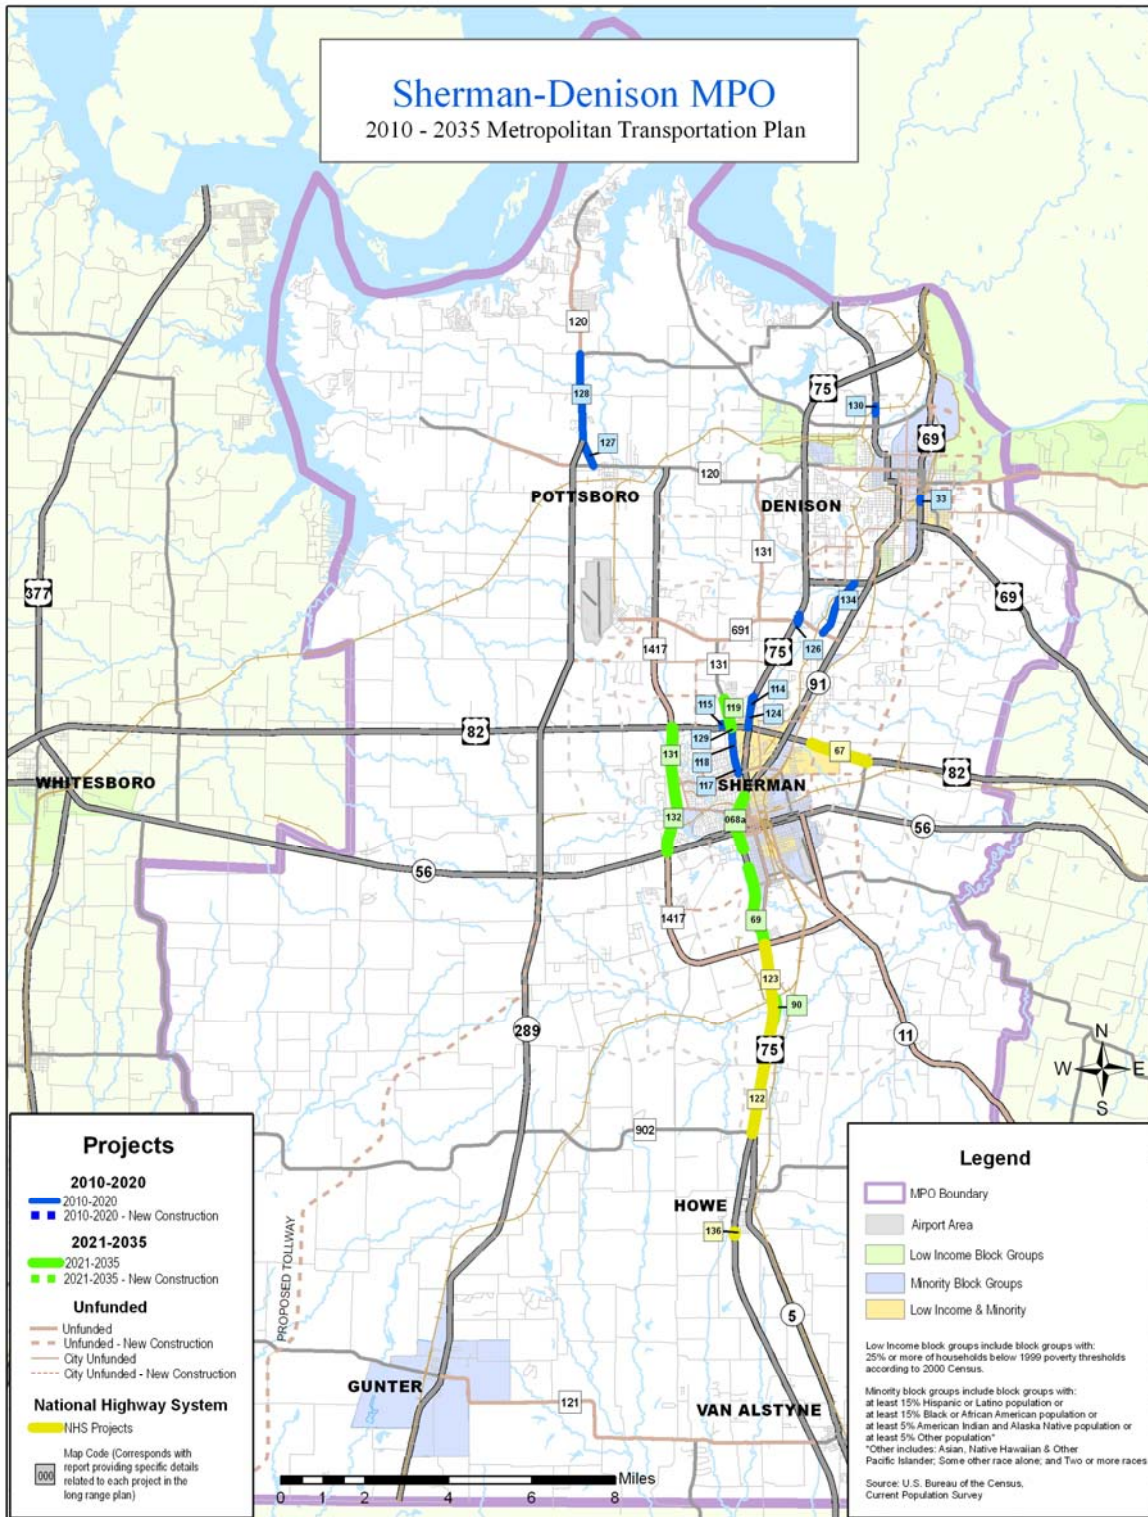 Sherman-Denison MPO
2010 - 2035 Metropolitan Transportation Plan
120
128
127
120
POTTSBORO
75
130
69
33
DENISON
131
377
69
134
691
126
1417
75
131
91
114
115
119
124
82
129
131
118
67
117
82
WHITESBORO
SHERMAN
132
068a
56
56
1417
69
123
90
289
11
75
N
W
E
S
122
902
HOWE
136
PROPOSED TOLLWAY
5
GUNTER
121
VAN ALSTYNE
Miles
0 1 2 4 6 8
Projects
2010-2020
2010-2020
2010-2020 - New Construction
2021-2035
2021-2035
2021-2035 - New Construction
Unfunded
Unfunded
Unfunded - New Construction
City Unfunded
City Unfunded - New Construction
National Highway System
NHS Projects
000
Map Code (Corresponds with
report providing specific details
related to each project in the
long range plan)
Legend
MPO Boundary
Airport Area
Low Income Block Groups
Minority Block Groups
Low Income & Minority
Low Income block groups include block groups with:
25% or more of households below 1999 poverty thresholds
according to 2000 Census.
Minority block groups include block groups with:
at least 15% Hispanic or Latino population or
at least 15% Black or African American population or
at least 5% American Indian and Alaska Native population or
at least 5% Other population*
*Other includes: Asian, Native Hawaiian & Other
Pacific Islander; Some other race alone; and Two or more races
Source: U.S. Bureau of the Census,
Current Population Survey